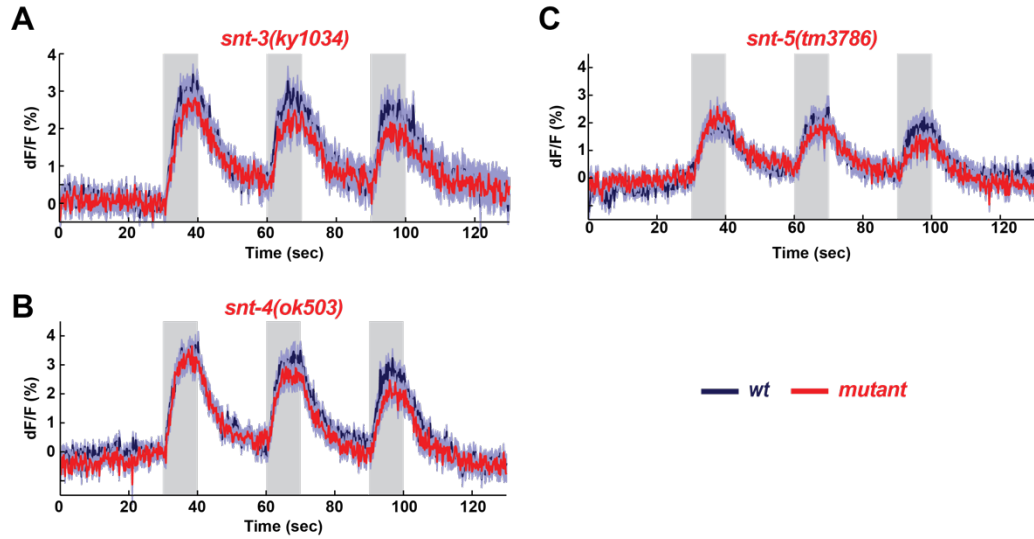 A
snt-3(ky1034)
4
3
2
1
0
dF/F (%)
0 20 40 60 80 100 120
Time (sec)
B
snt-4(ok503)
4
3
2
1
0
dF/F (%)
0 20 40 60 80 100 120
Time (sec)
C
snt-5(tm3786)
4
3
2
1
0
dF/F (%)
0 20 40 60 80 100 120
Time (sec)
wt mutant